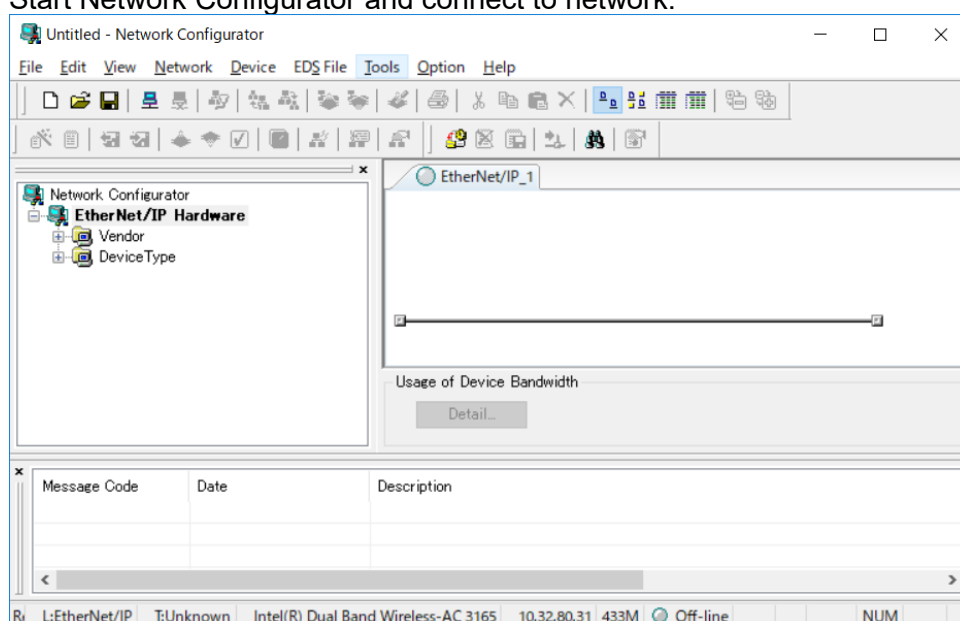 Start Network Configurator and connect to network.
Untitled - Network Configurator
File Edit View Network Device EDS File Tools Option Help
EtherNet/IP_1
Network Configurator
EtherNet/IP Hardware
Vendor
DeviceType
Usage of Device Bandwidth
Detail...
Message Code Date Description
L:EtherNet/IP T:Unknown Intel(R) Dual Band Wireless-AC 3165 10.32.80.31 433M Off-line NUM